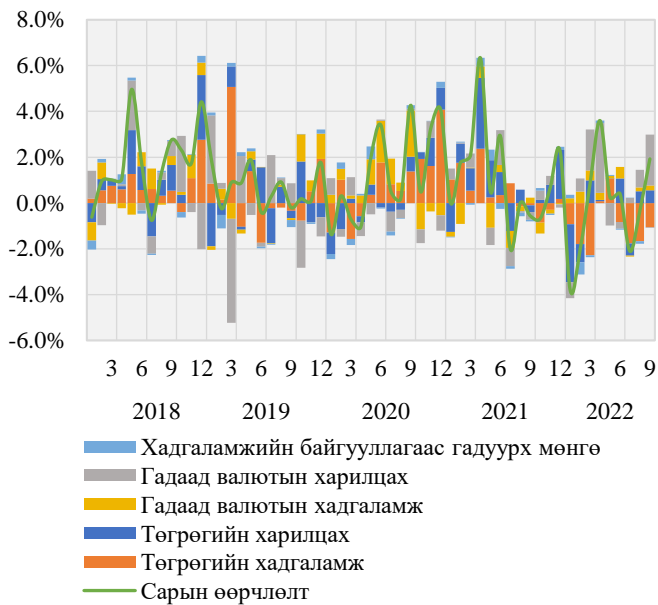 8.0%
6.0%
4.0%
2.0%
0.0%
-2.0%
-4.0%
-6.0%
3 6 9 12 3 6 9 12 3 6 9 12 3 6 9 12 3 6 9
2018 2019 2020 2021 2022
Хадгаламжийн байгууллагаас гадуурх мөнгө
Гадаад валютын харилцах
Гадаад валютын хадгаламж
Төгрөгийн харилцах
Төгрөгийн хадгаламж
Сарын өөрчлөлт